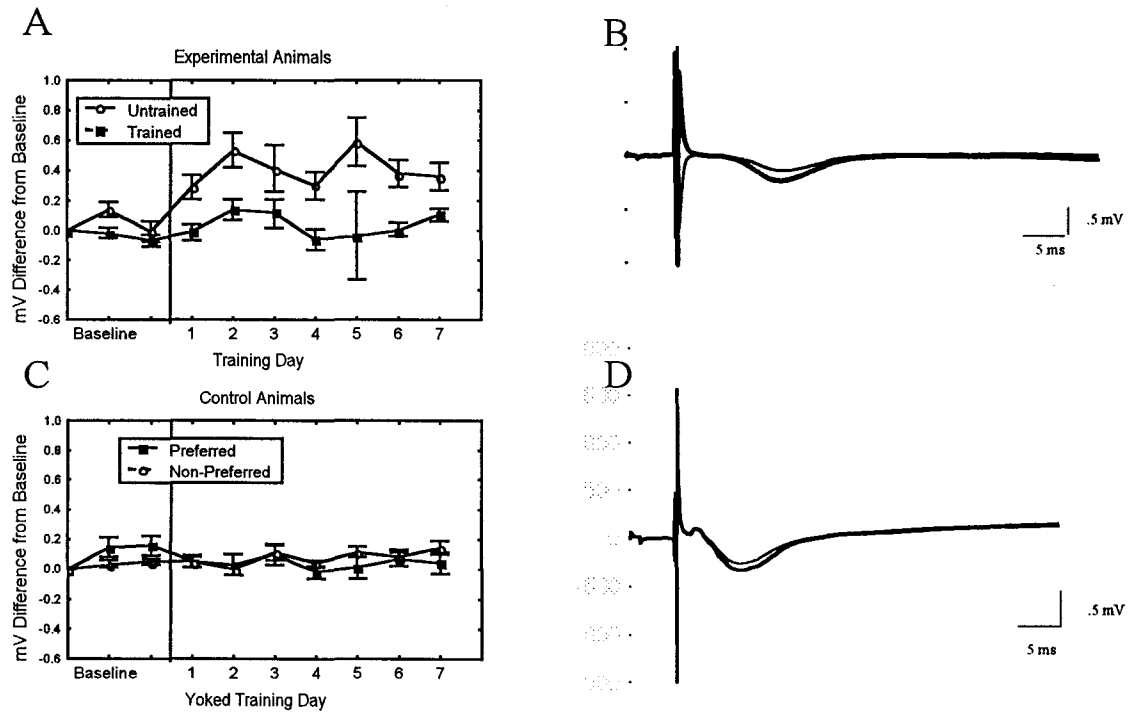 A
Experimental Animals
mV Difference from Baseline
1.0
0.8
0.6
0.4
0.2
0.0
-0.2
-0.4
-0.6
Untrained
Trained
Baseline 1 2 3 4 5 6 7
Training Day
B
.5 mV
5 ms
C
Control Animals
mV Difference from Baseline
1.0
0.8
0.6
0.4
0.2
0.0
-0.2
-0.4
-0.6
Preferred
Non-Preferred
Baseline 1 2 3 4 5 6 7
Yoked Training Day
D
.5 mV
5 ms